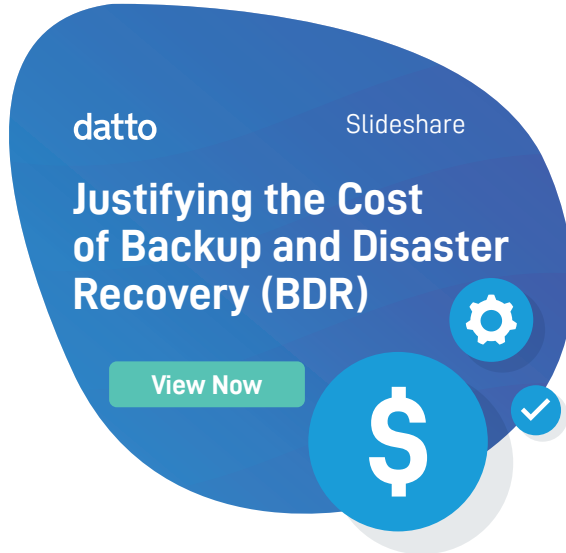 datto
Slideshare
Justifying the Cost
of Backup and Disaster
Recovery (BDR)
View Now
$